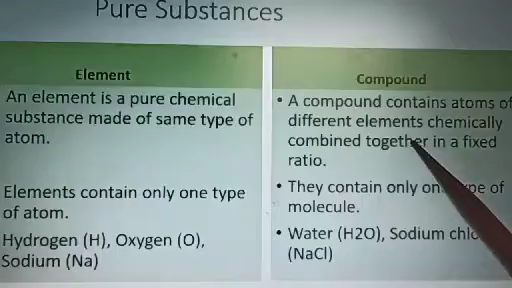 Pure Substances
Element
An element is a pure chemical
substance made of same type of
atom.
Elements contain only one type
of atom.
Hydrogen (H), Oxygen (O),
Sodium (Na)
Compound
• A compound contains atoms of
different elements chemically
combined together in a fixed
ratio.
• They contain only of
molecule.
• Water (H2O), Sodium
(NaCl)